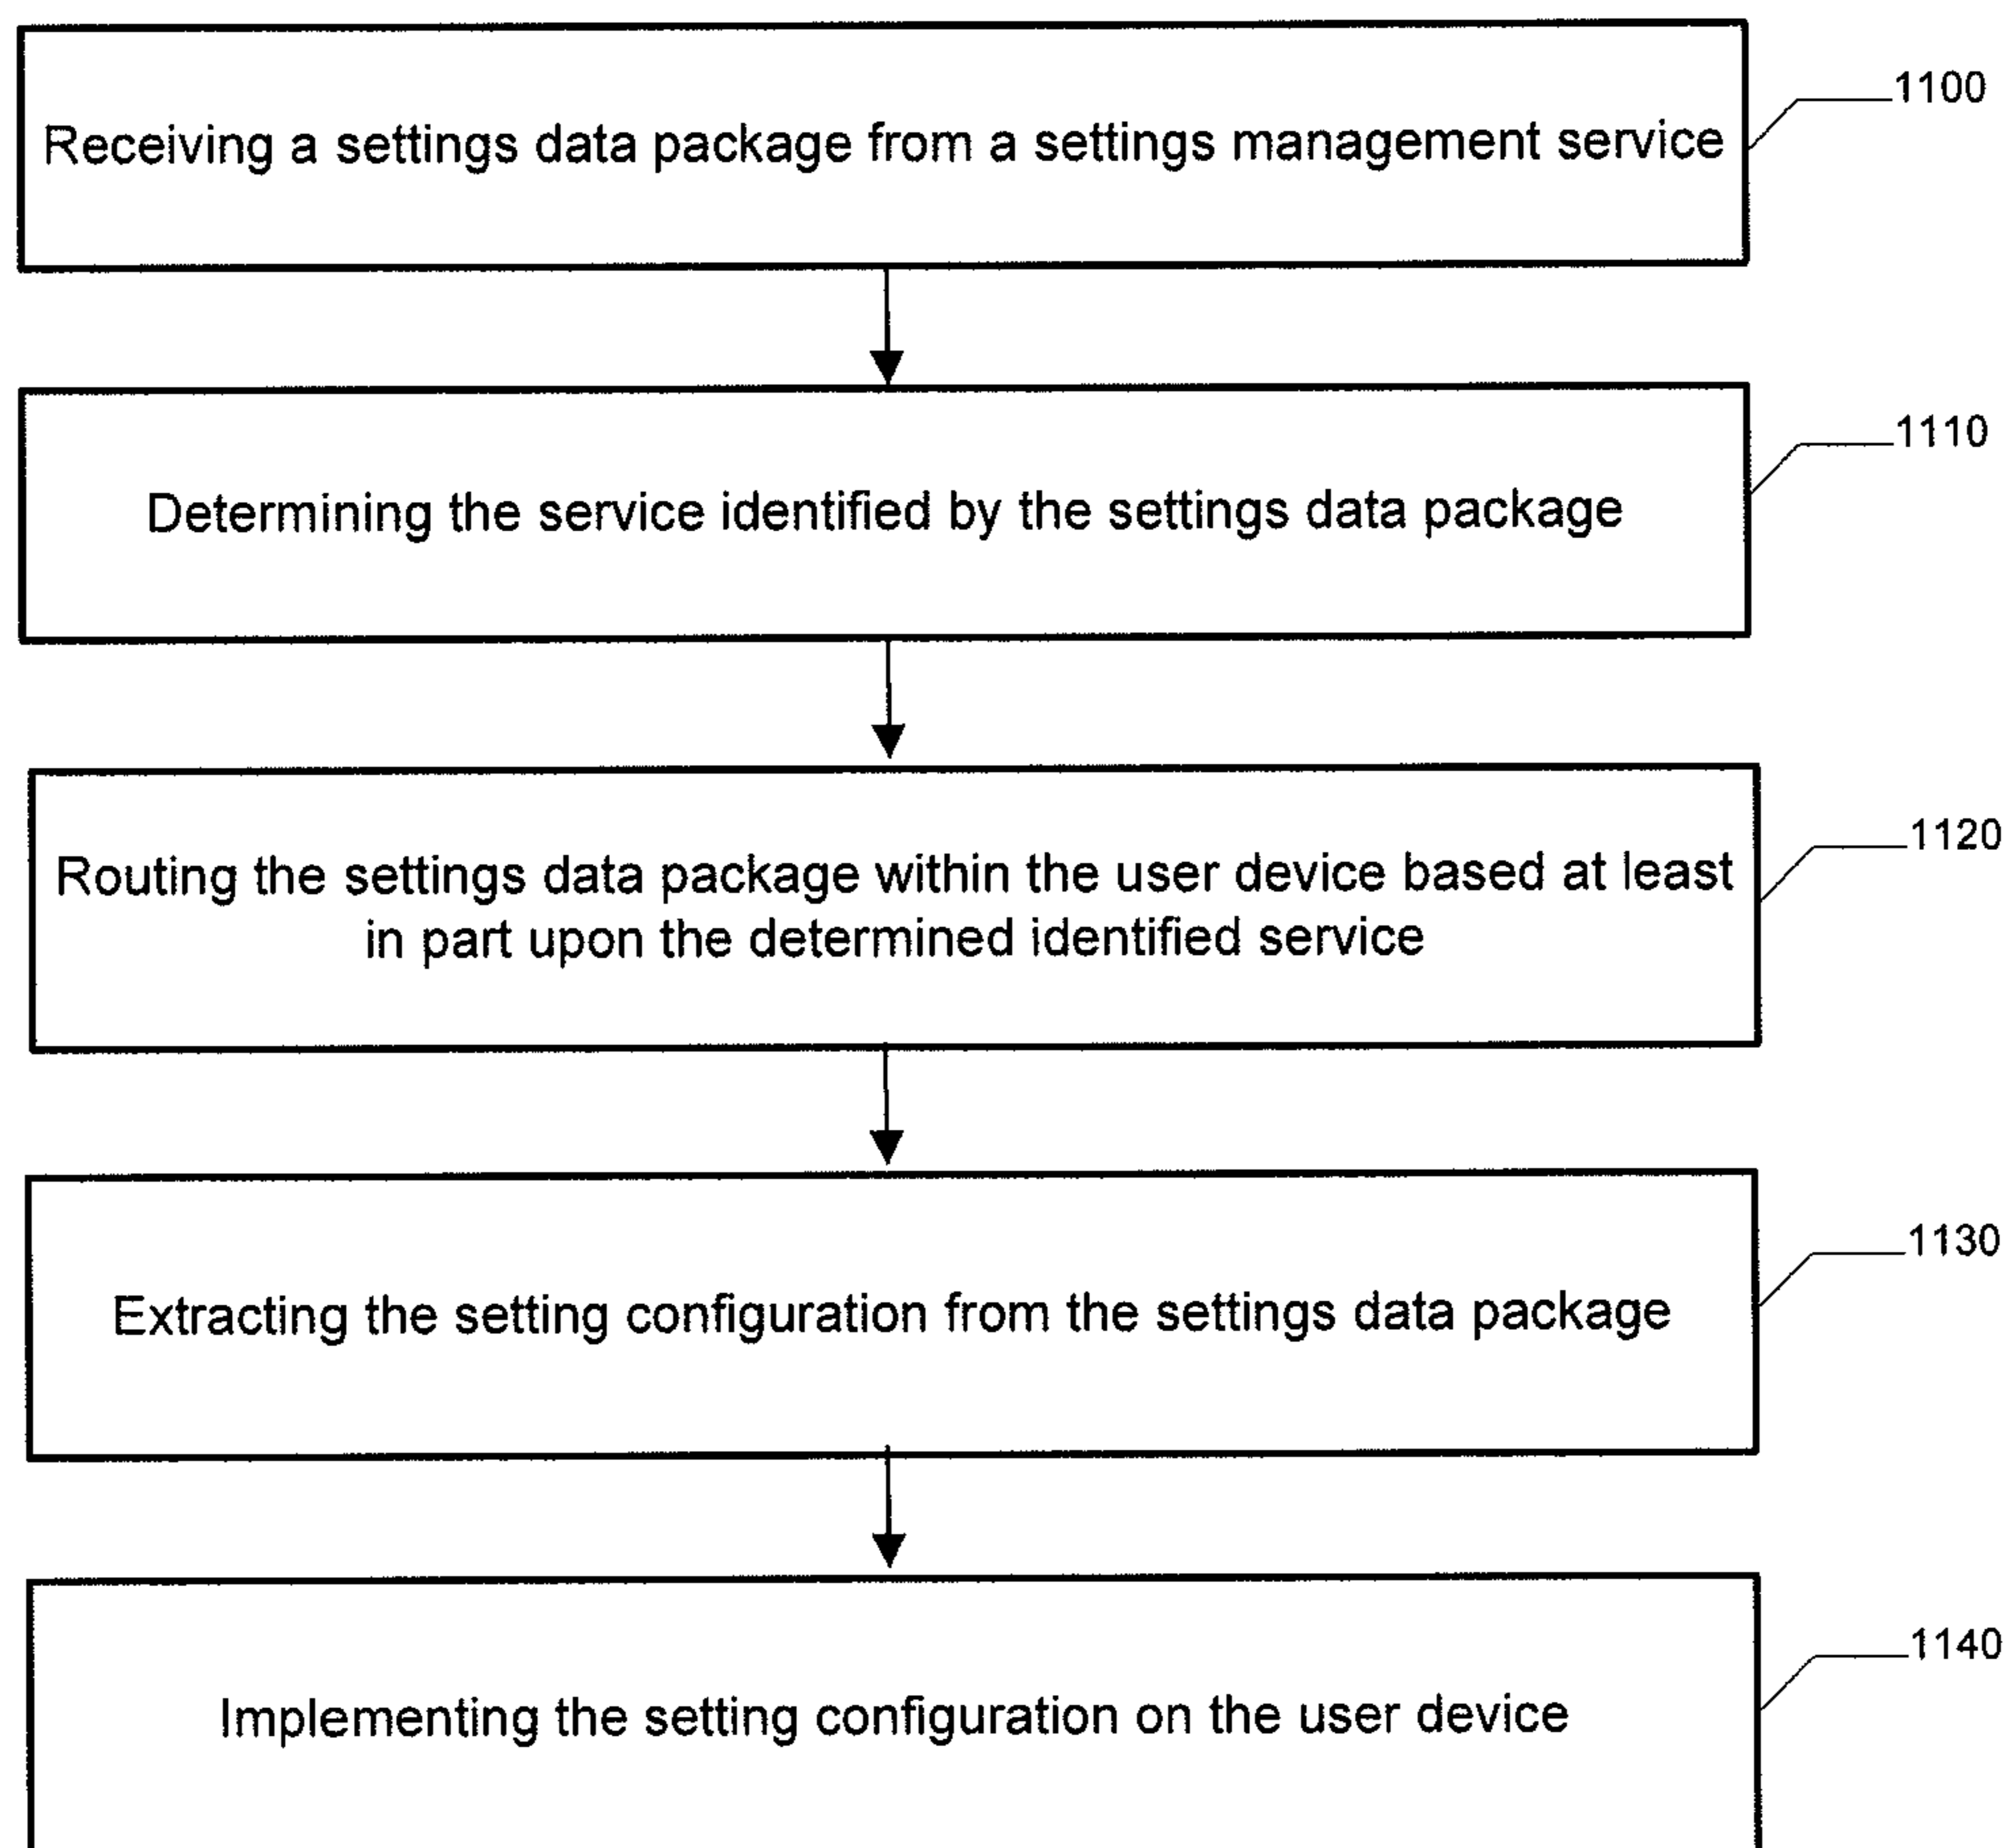 1100
Receiving a settings data package from a settings management service
1110
Determining the service identified by the settings data package
1120
Routing the settings data package within the user device based at least
in part upon the determined identified service
1130
Extracting the setting configuration from the settings data package
1140
Implementing the setting configuration on the user device